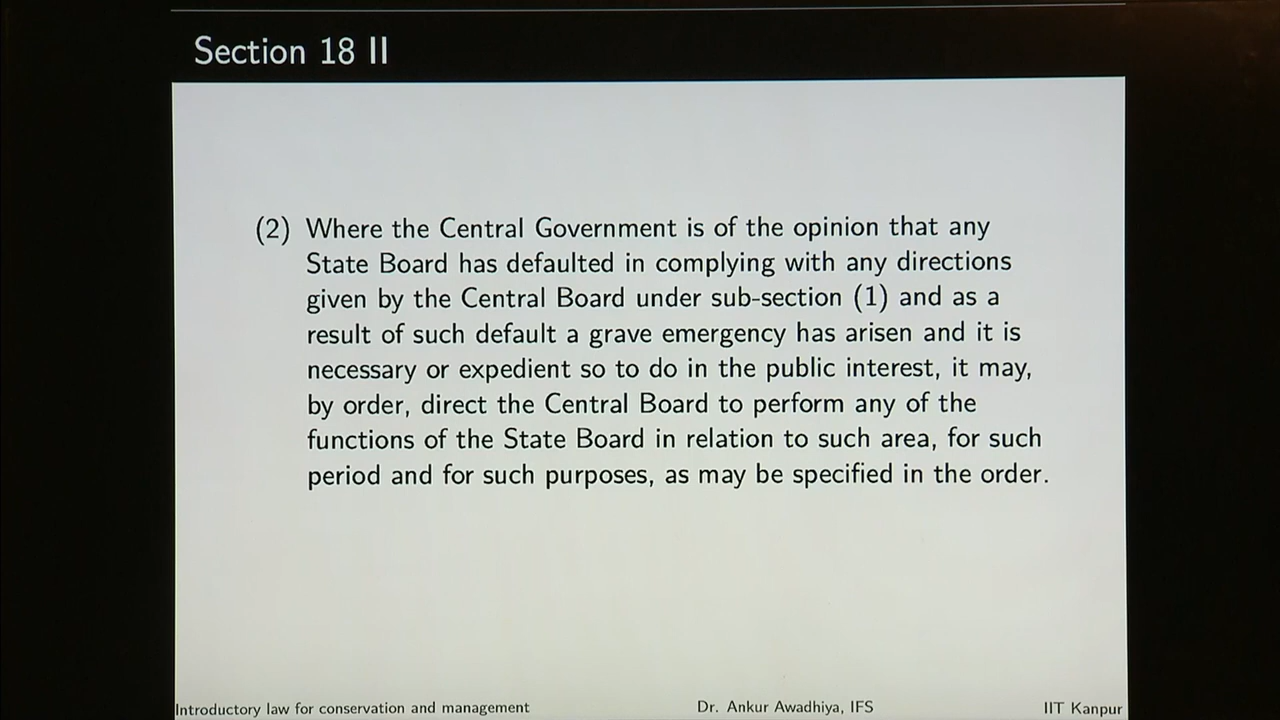 Section 18 II
(2) Where the Central Government is of the opinion that any
State Board has defaulted in complying with any directions
given by the Central Board under sub-section (1) and as a
result of such default a grave emergency has arisen and it is
necessary or expedient so to do in the public interest, it may,
by order, direct the Central Board to perform any of the
functions of the State Board in relation to such area, for such
period and for such purposes, as may be specified in the order.
Introductory law for conservation and management Dr. Ankur Awadhiya, IFS IIT Kanpur